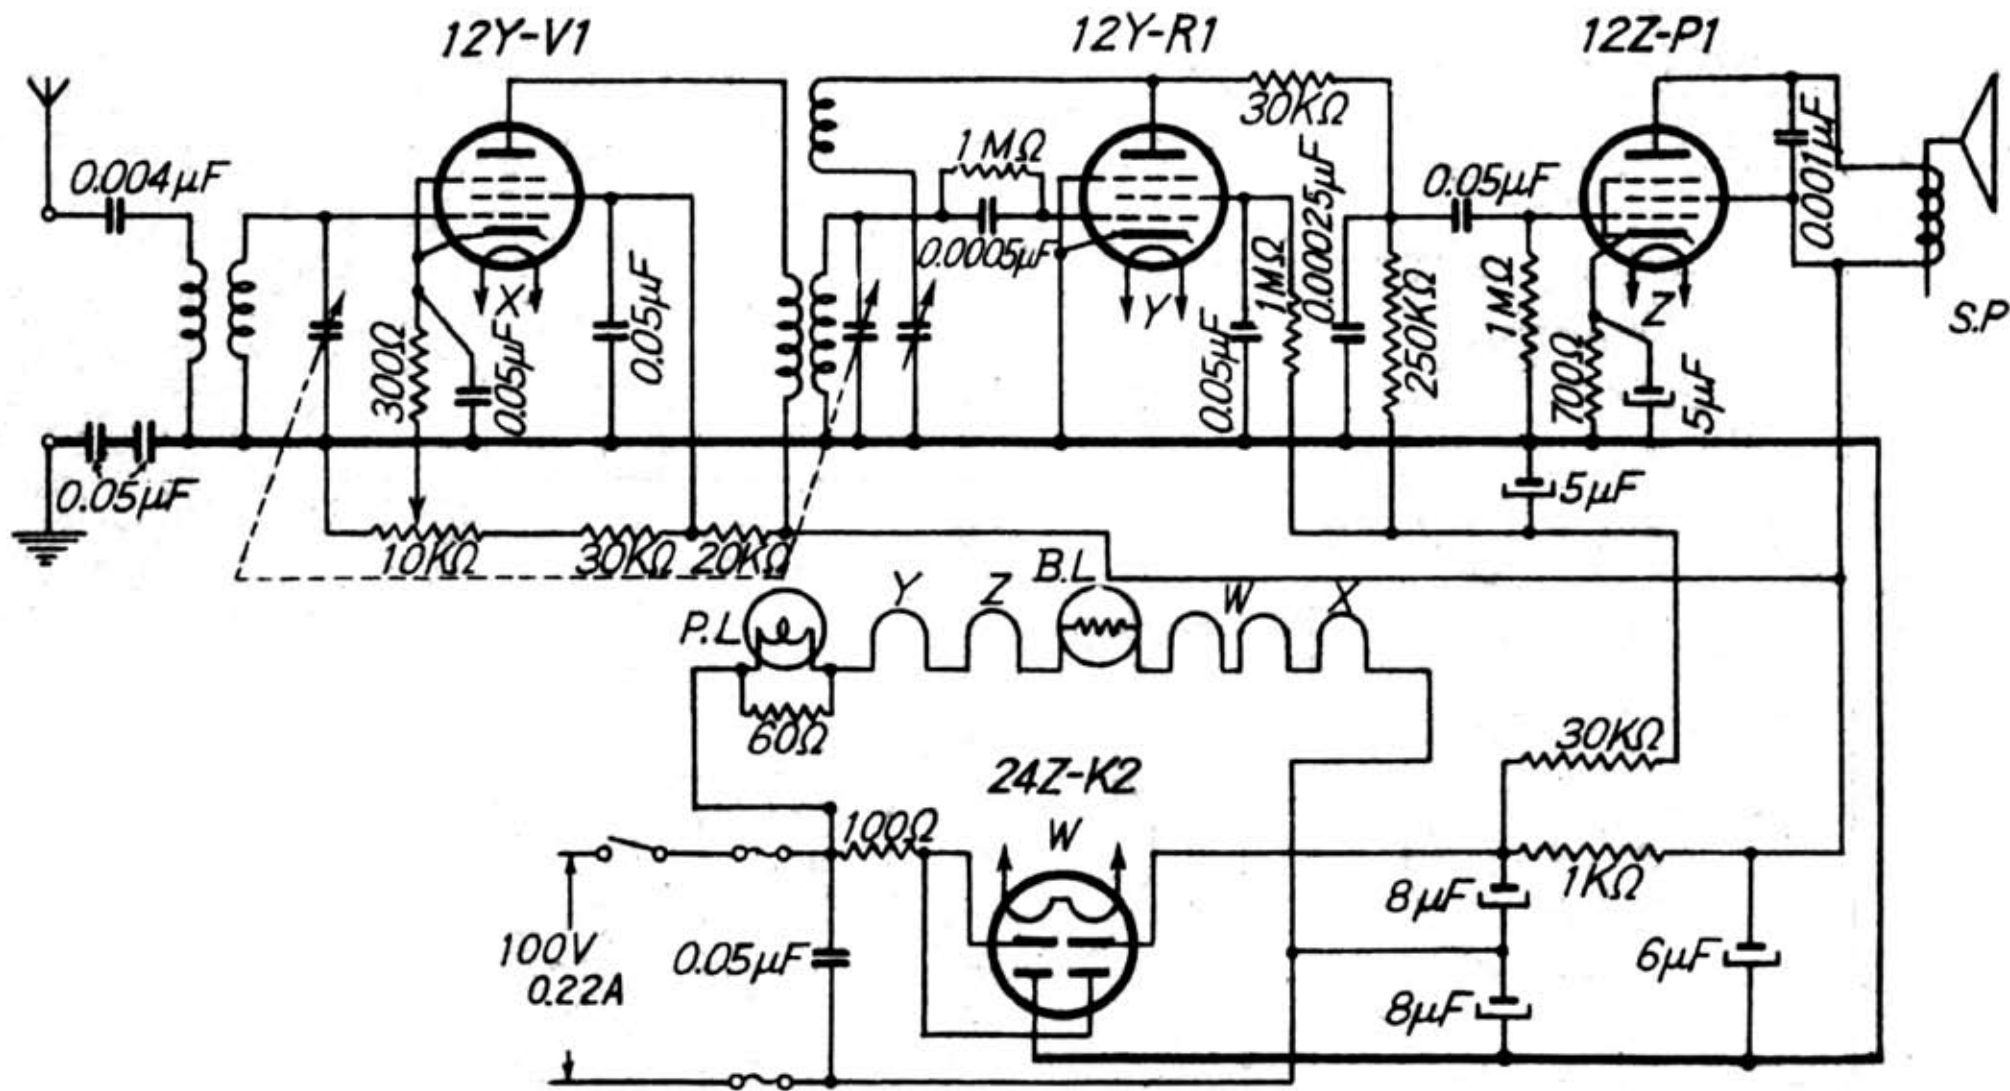 12Y-V1
12Y-R1
12Z-P1
0.004μF
1MΩ
30KΩ
0.0005μF
0.00025μF
0.05μF
0.001μF
X
Y
Z
300Ω
0.05μF
0.05μF
0.05μF
1MΩ
250KΩ
1MΩ
700Ω
5μF
S.P
0.05μF
5μF
10KΩ
30KΩ
20KΩ
P.L
Y
Z
B.L
W
X
60Ω
30KΩ
24Z-K2
W
100Ω
1KΩ
8μF
100V
0.22A
0.05μF
6μF
8μF